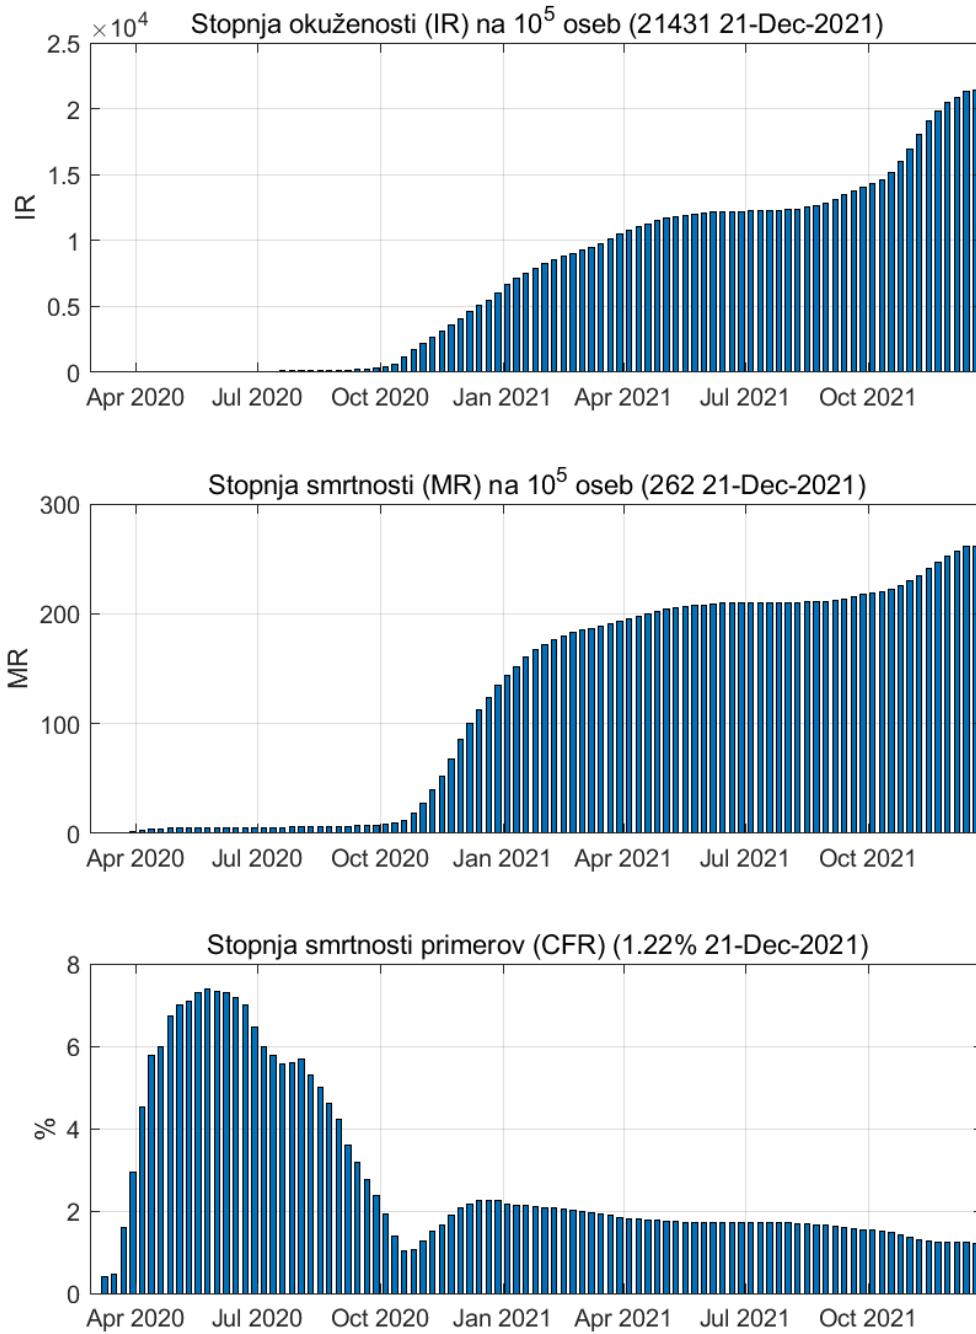 Stopnja okuženosti (IR) na 10^5 oseb (21431 21-Dec-2021)
×10^4
2.5
2
1.5
1
0.5
0
IR
Apr 2020 Jul 2020 Oct 2020 Jan 2021 Apr 2021 Jul 2021 Oct 2021
Stopnja smrtnosti (MR) na 10^5 oseb (262 21-Dec-2021)
300
200
100
0
MR
Apr 2020 Jul 2020 Oct 2020 Jan 2021 Apr 2021 Jul 2021 Oct 2021
Stopnja smrtnosti primerov (CFR) (1.22% 21-Dec-2021)
8
6
4
2
0
%
Apr 2020 Jul 2020 Oct 2020 Jan 2021 Apr 2021 Jul 2021 Oct 2021